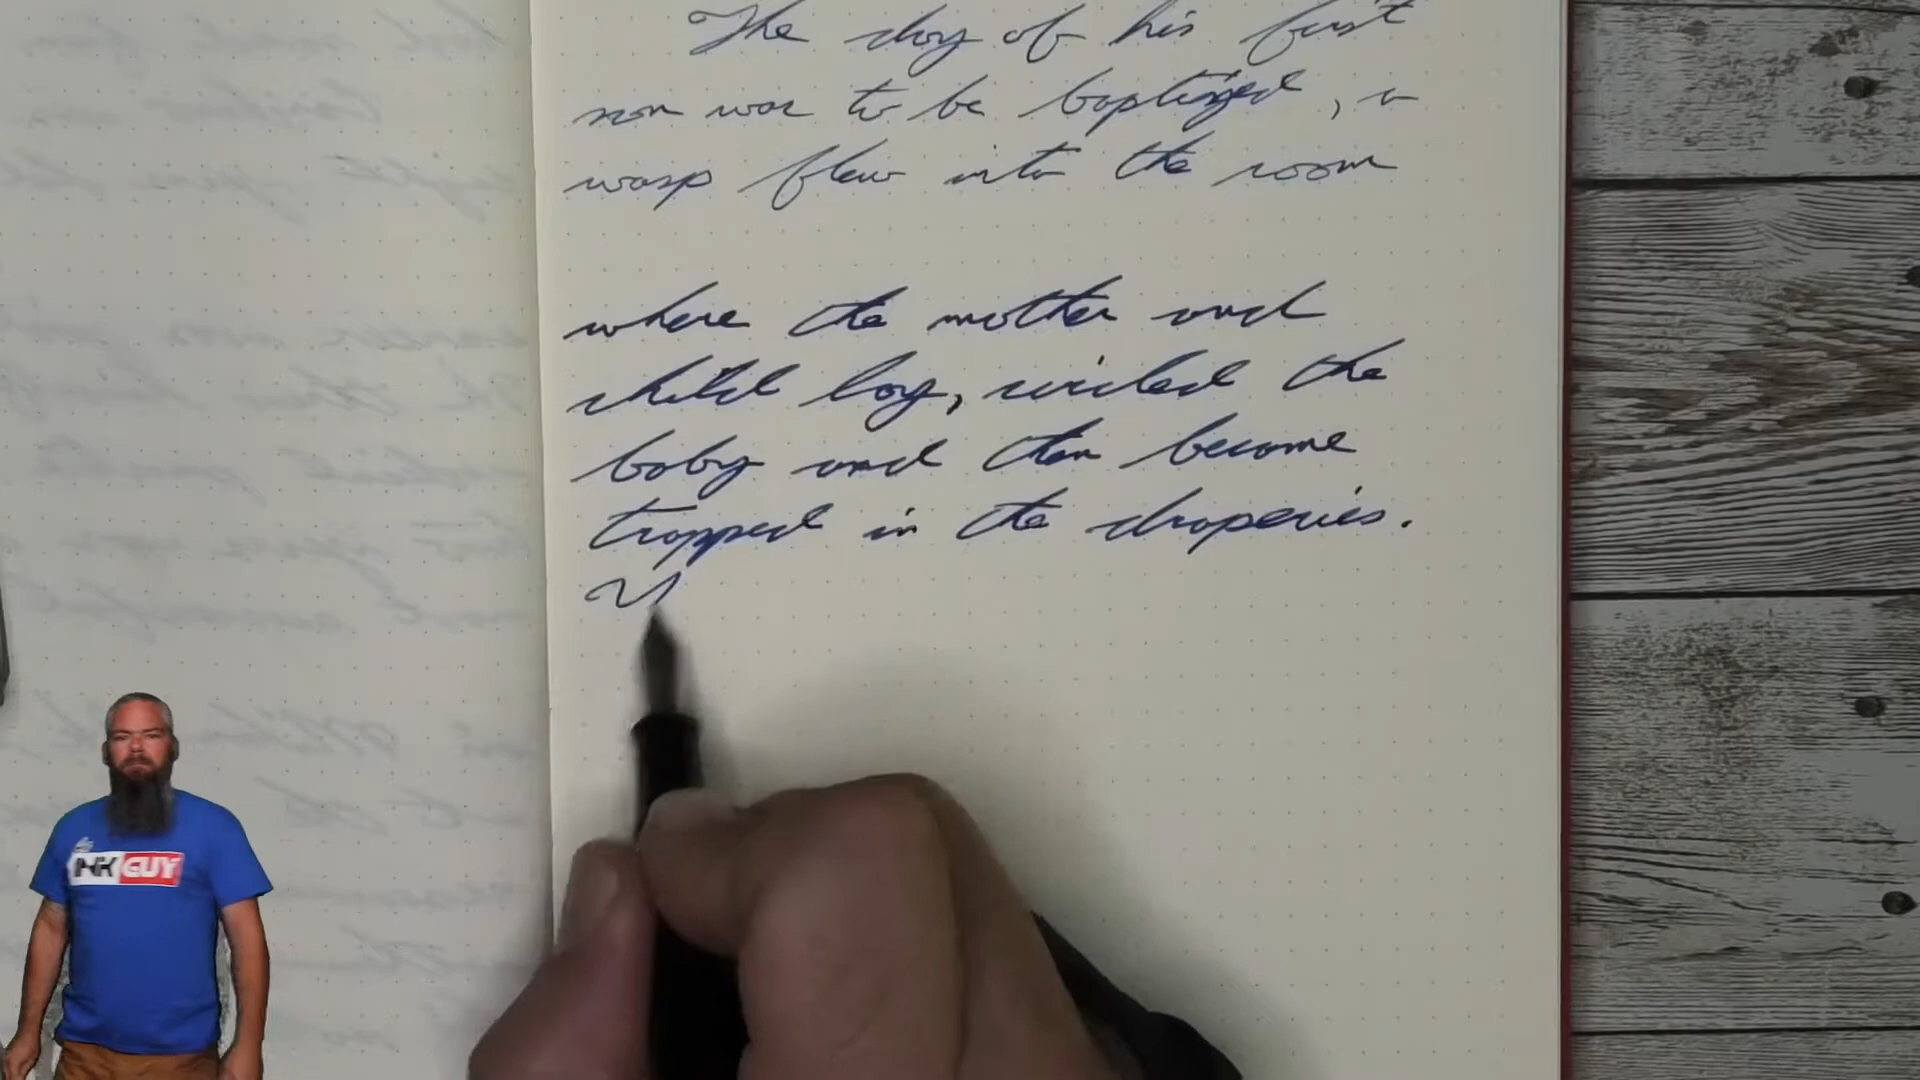 The day of his first
son was to be baptized, a
wasp flew into the room
where the mother and
child lay, circled the
baby and then became
trapped in the draperies.
the
INK GUY